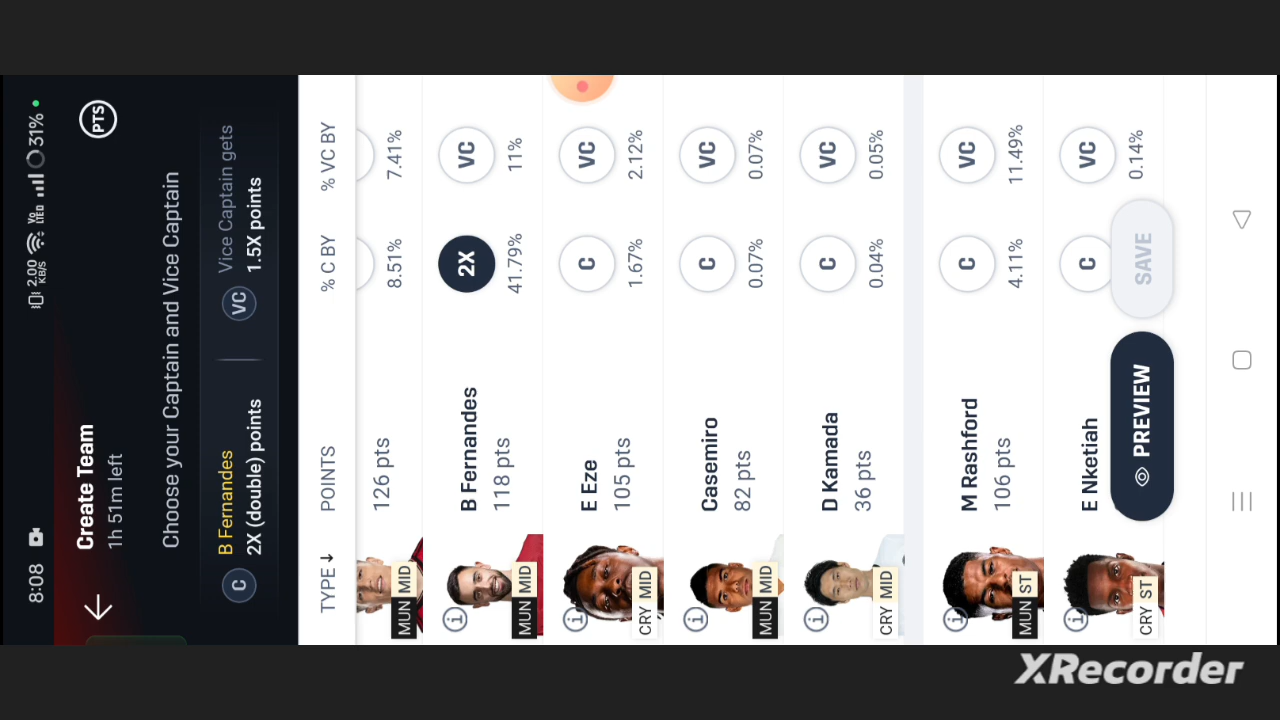 8:08
2.00 KB/S
Vo LTE
31%
Create Team
1h 51m left
PTS
Choose your Captain and Vice Captain
C
B Fernandes
2X (double) points
VC
Vice Captain gets
1.5X points
TYPE ↓
POINTS
% C BY
% VC BY
MUN MID
126 pts
8.51%
7.41%
MUN MID
B Fernandes
118 pts
2X
41.79%
VC
11%
CRY MID
E Eze
105 pts
C
1.67%
VC
2.12%
MUN MID
Casemiro
82 pts
C
0.07%
VC
0.07%
CRY MID
D Kamada
36 pts
C
0.04%
VC
0.05%
MUN ST
M Rashford
106 pts
C
4.11%
VC
11.49%
CRY ST
E Nketiah
C
VC
0.14%
PREVIEW
SAVE
XRecorder